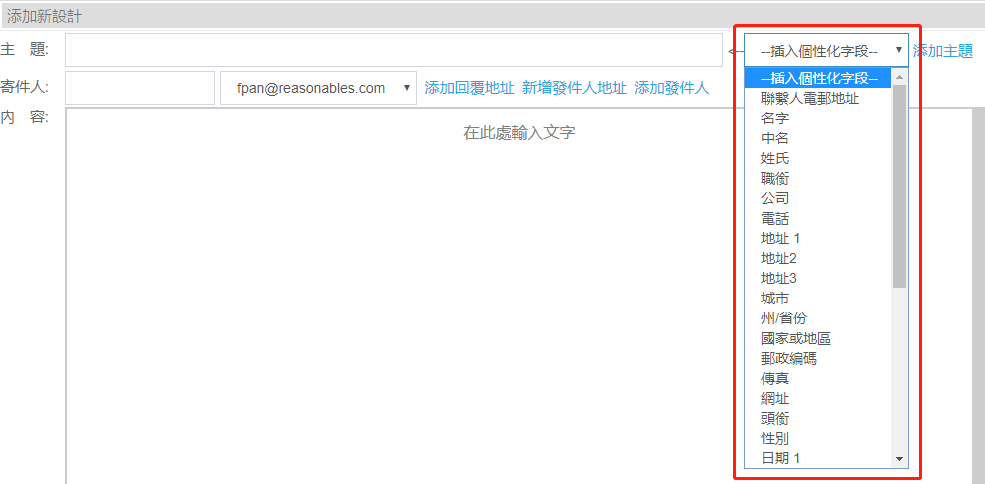 添加新設計
主 題: <-- --插入個性化字段-- 添加主題
寄件人: fpan@reasonables.com 添加回覆地址 新增發件人地址 添加發件人
內 容:
在此處輸入文字
--插入個性化字段--
聯繫人電郵地址
名字
中名
姓氏
職銜
公司
電話
地址 1
地址2
地址3
城市
州/省份
國家或地區
郵政編碼
傳真
網址
頭銜
性別
日期 1